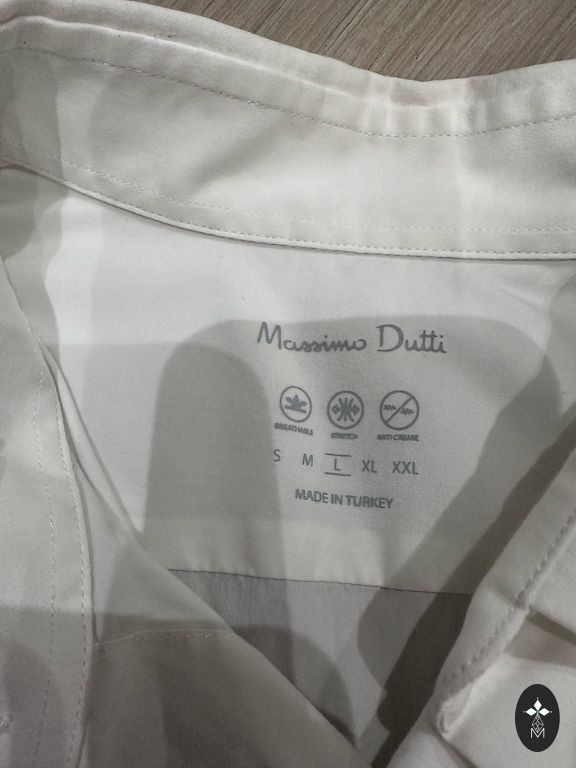 Massimo Dutti
BREATHABLE STRETCH ANTI CREASE
S M L XL XXL
MADE IN TURKEY
M